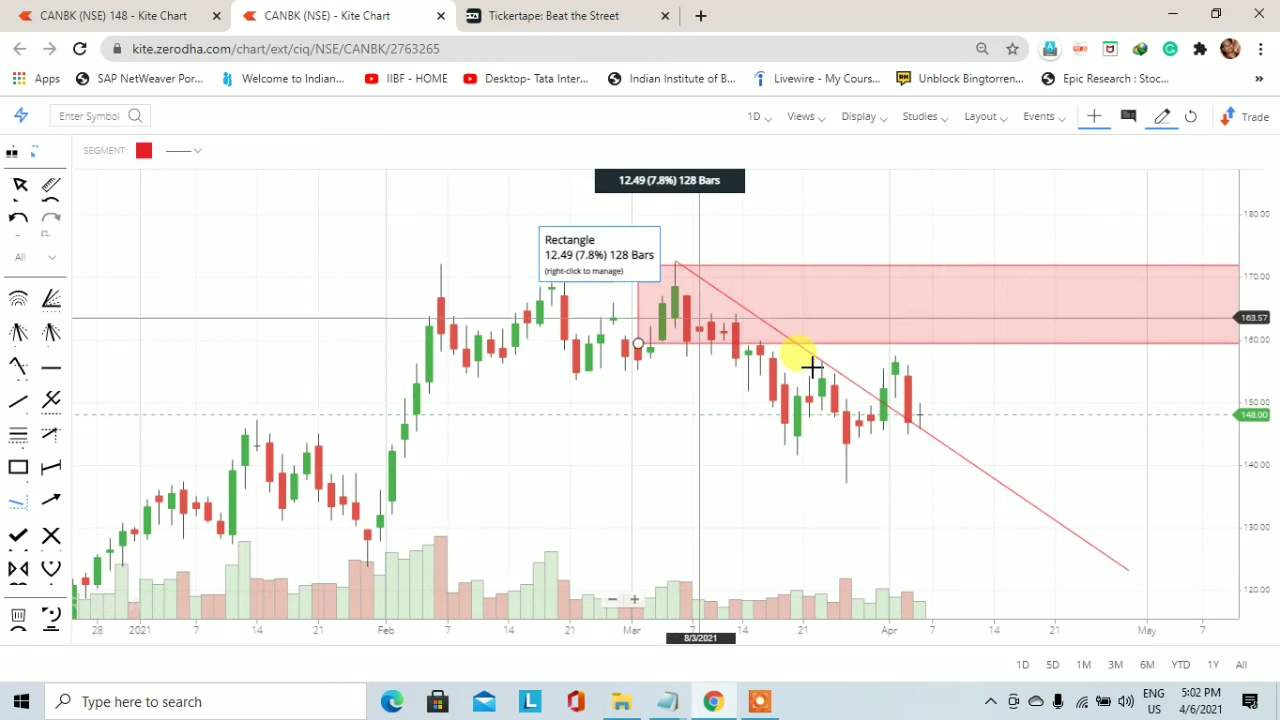 CANBK (NSE) 148 - Kite Chart
CANBK (NSE) - Kite Chart
Tickertape: Beat the Street
kite.zerodha.com/chart/ext/ciq/NSE/CANBK/2763265
Apps
SAP NetWeaver Por...
Welcome to Indian...
IIBF - HOME
Desktop- Tata Inter...
Indian Institute of B...
Livewire - My Cours...
Unblock Bingtorren...
Epic Research : Stoc...
»
Enter Symbol
1D
Views
Display
Studies
Layout
Events
Trade
SEGMENT:
12.49 (7.8%) 128 Bars
Rectangle
12.49 (7.8%) 128 Bars
(right-click to manage)
All
180.00
170.00
163.57
160.00
150.00
148.00
140.00
130.00
120.00
28
2021
7
14
21
Feb
7
14
21
Mar
7
14
21
Apr
7
14
21
May
7
8/3/2021
1D
5D
1M
3M
6M
YTD
1Y
All
Type here to search
ENG
US
5:02 PM
4/6/2021